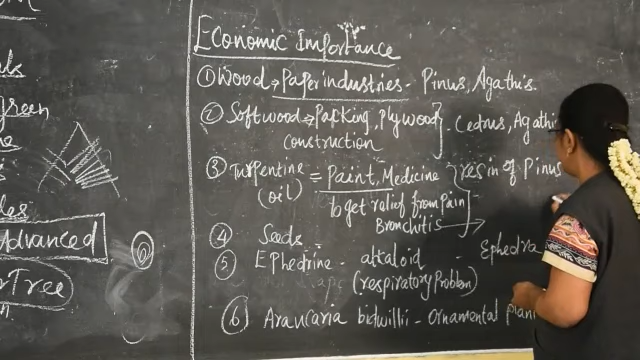 green
Advanced
Tree
Economic Importance
① Wood → Paper industries - Pinus, Agathis.
② Softwood → Packing, Plywood } - Cedrus, Agathis
construction
③ Turpentine = Paint, Medicine resin of Pinus
(oil) to get relief from pain
Bronchitis
④ Seeds -
⑤ Ephedrine - alkaloid - Ephedra
(respiratory Problem)
⑥ Araucaria bidwillii - Ornamental plan
⑥